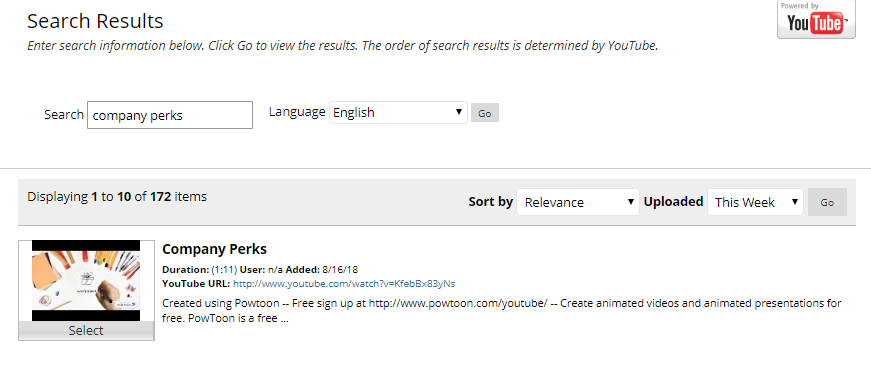 Search Results
Powered by
YouTube
Enter search information below. Click Go to view the results. The order of search results is determined by YouTube.
Search company perks Language English Go
Displaying 1 to 10 of 172 items Sort by Relevance Uploaded This Week Go
Company Perks
Duration: (1:11) User: n/a Added: 8/16/18
YouTube URL: http://www.youtube.com/watch?v=KfebBx83yNs
Created using Powtoon -- Free sign up at http://www.powtoon.com/youtube/ -- Create animated videos and animated presentations for
free. PowToon is a free ...
Select